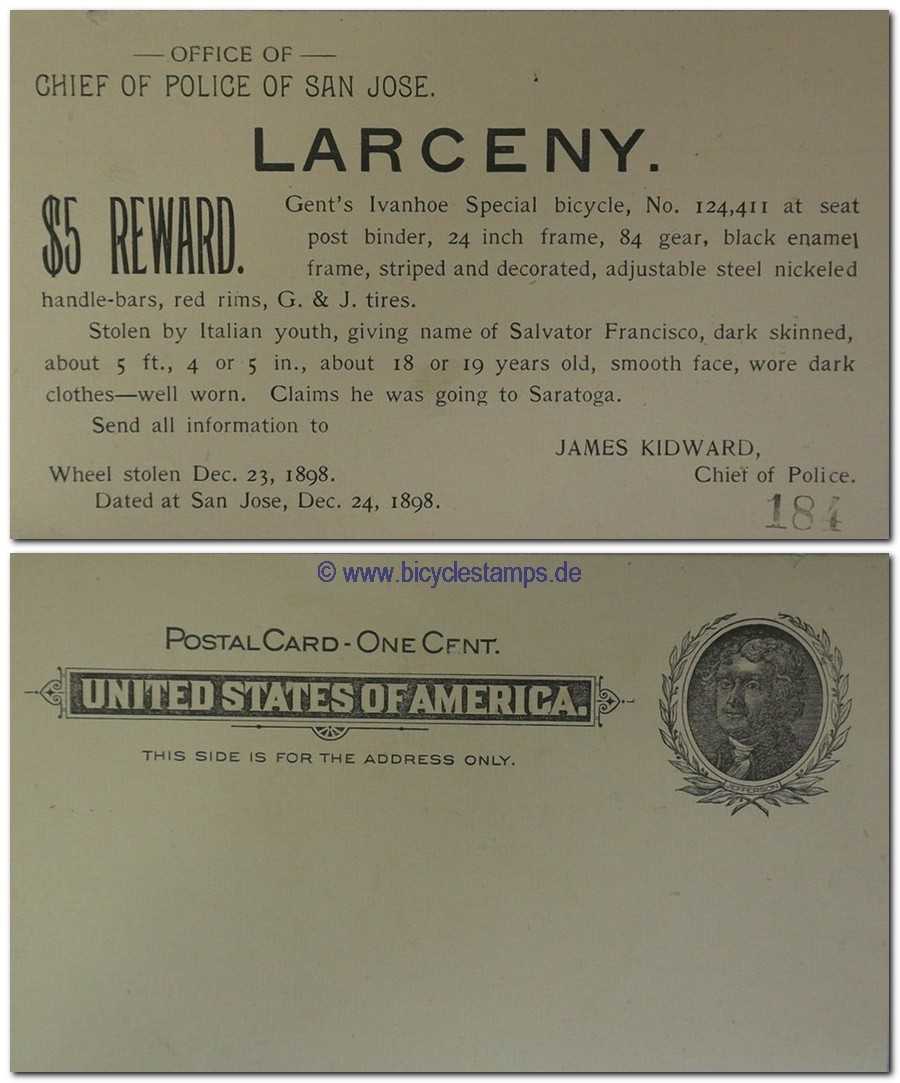 — OFFICE OF —
CHIEF OF POLICE OF SAN JOSE.
LARCENY.
$5 REWARD.
Gent's Ivanhoe Special bicycle, No. 124,411 at seat
post binder, 24 inch frame, 84 gear, black enamel
frame, striped and decorated, adjustable steel nickeled
handle-bars, red rims, G. & J. tires.
Stolen by Italian youth, giving name of Salvator Francisco, dark skinned,
about 5 ft., 4 or 5 in., about 18 or 19 years old, smooth face, wore dark
clothes—well worn. Claims he was going to Saratoga.
Send all information to
JAMES KIDWARD,
Wheel stolen Dec. 23, 1898.
Chief of Police.
Dated at San Jose, Dec. 24, 1898.
184
© www.bicyclestamps.de
POSTAL CARD - ONE CENT.
UNITED STATES OF AMERICA.
THIS SIDE IS FOR THE ADDRESS ONLY.
JEFFERSON